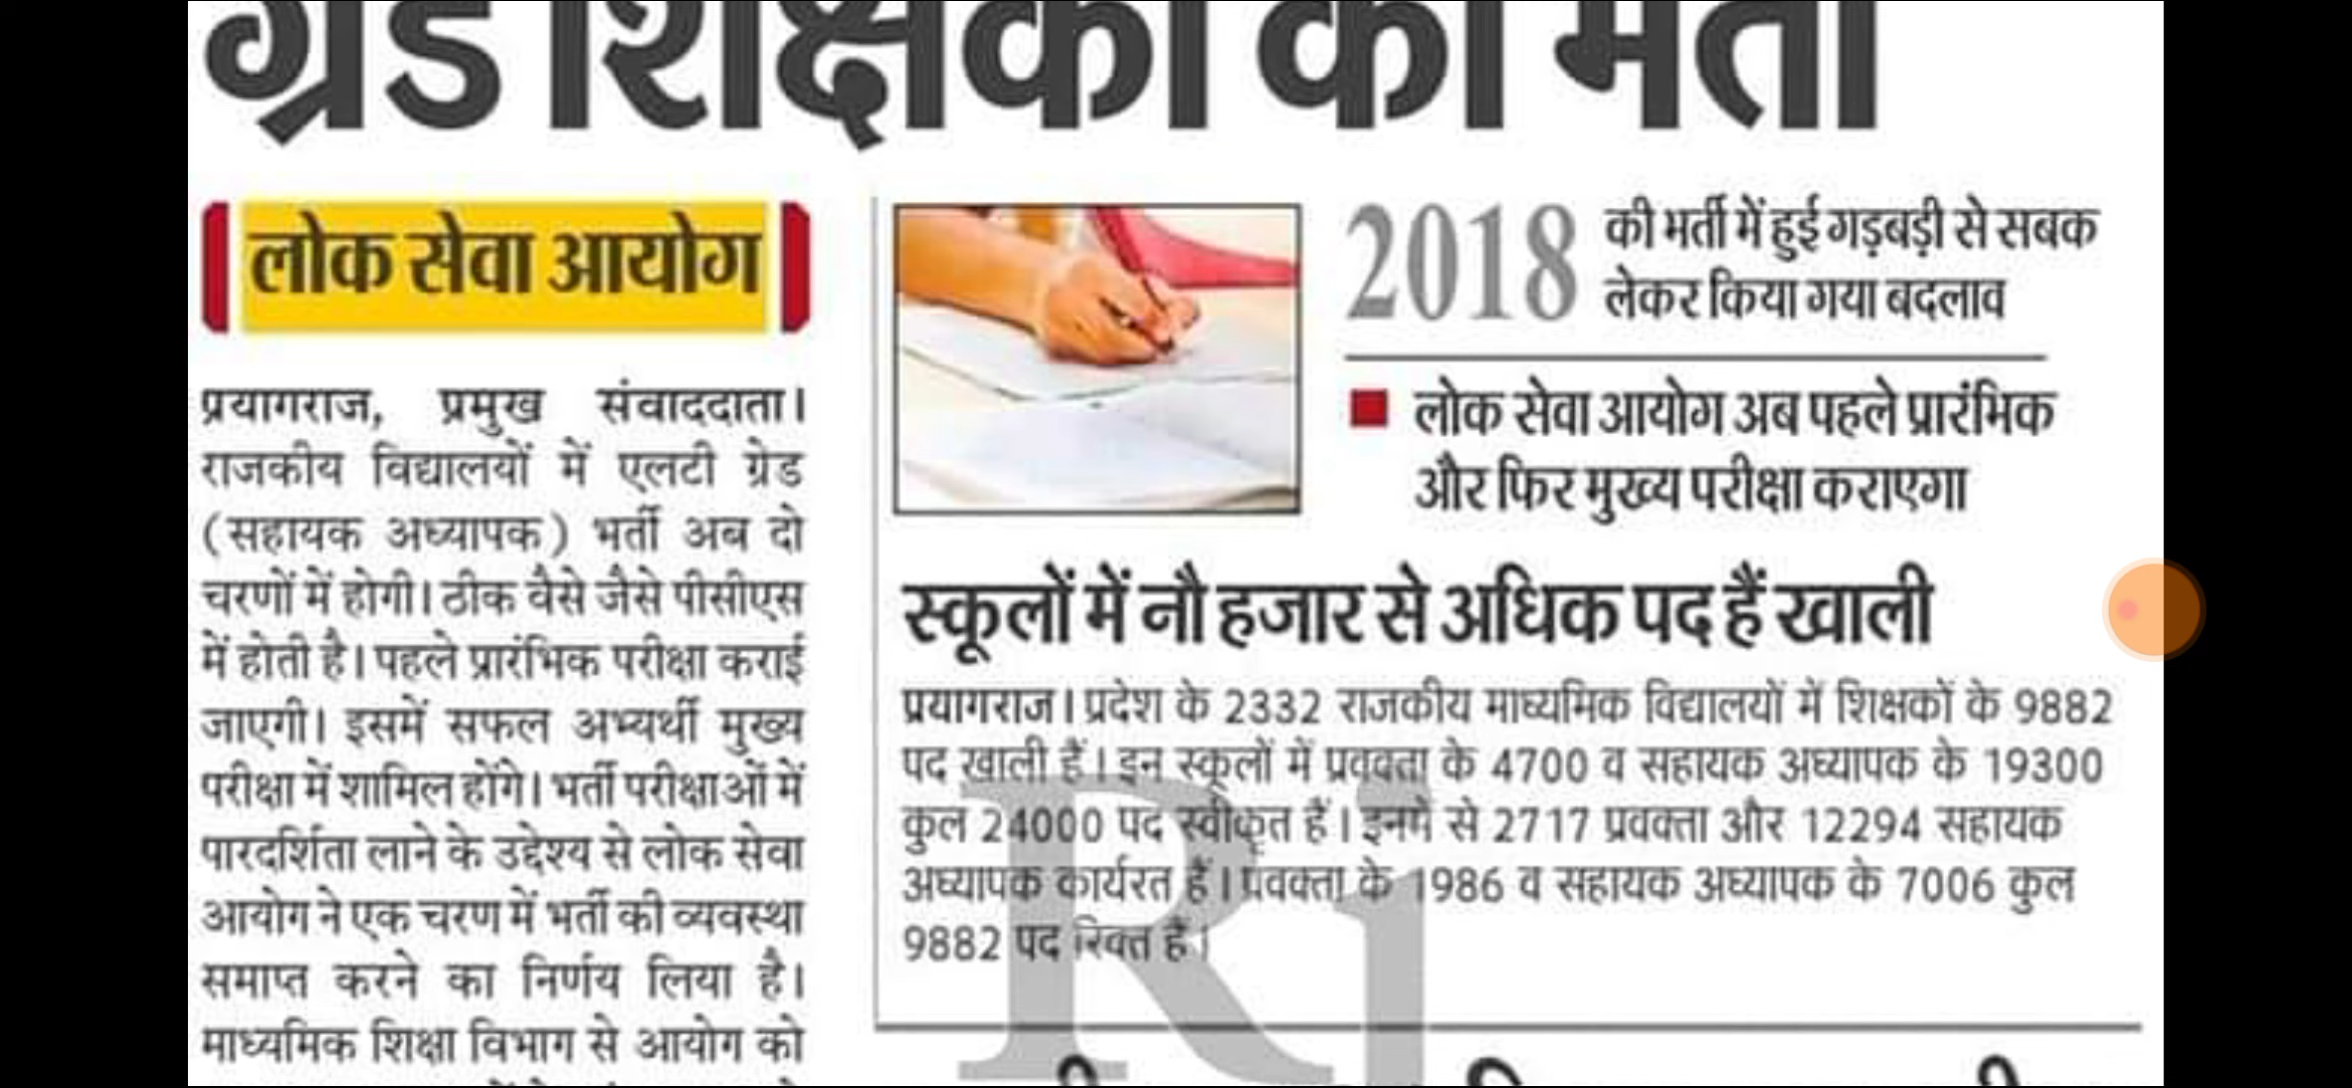 ग्रेड शिक्षकों की भर्ती
लोक सेवा आयोग
प्रयागराज, प्रमुख संवाददाता।
राजकीय विद्यालयों में एलटी ग्रेड
(सहायक अध्यापक) भर्ती अब दो
चरणों में होगी। ठीक वैसे जैसे पीसीएस
में होती है। पहले प्रारंभिक परीक्षा कराई
जाएगी। इसमें सफल अभ्यर्थी मुख्य
परीक्षा में शामिल होंगे। भर्ती परीक्षाओं में
पारदर्शिता लाने के उद्देश्य से लोक सेवा
आयोग ने एक चरण में भर्ती की व्यवस्था
समाप्त करने का निर्णय लिया है।
माध्यमिक शिक्षा विभाग से आयोग को
2018 की भर्ती में हुई गड़बड़ी से सबक
लेकर किया गया बदलाव
लोक सेवा आयोग अब पहले प्रारंभिक
और फिर मुख्य परीक्षा कराएगा
स्कूलों में नौ हजार से अधिक पद हैं खाली
प्रयागराज। प्रदेश के 2332 राजकीय माध्यमिक विद्यालयों में शिक्षकों के 9882
पद खाली हैं। इन स्कूलों में प्रवक्ता के 4700 व सहायक अध्यापक के 19300
कुल 24000 पद स्वीकृत हैं। इनमें से 2717 प्रवक्ता और 12294 सहायक
अध्यापक कार्यरत हैं। प्रवक्ता के 1986 व सहायक अध्यापक के 7006 कुल
9882 पद रिक्त हैं।
Ri